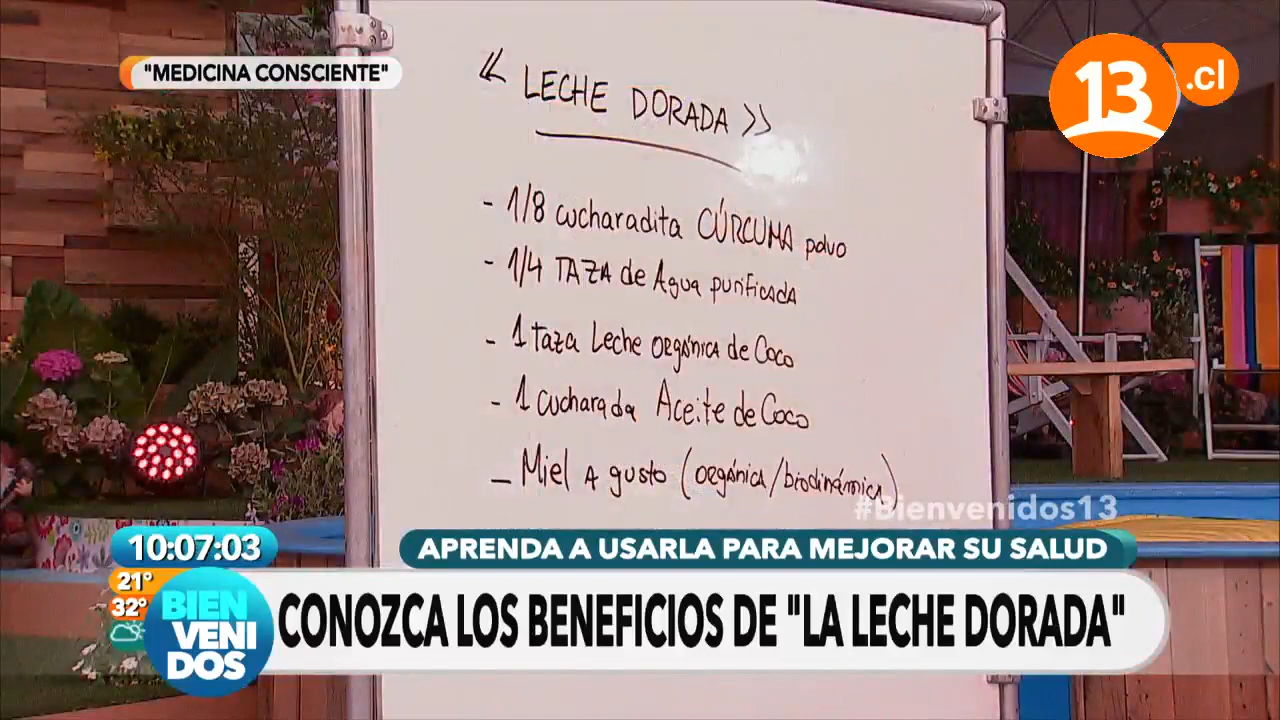 "MEDICINA CONSCIENTE"
13.cl
<< LECHE DORADA >>
- 1/8 cucharadita CÚRCUMA polvo
- 1/4 TAZA de Agua purificada
- 1 taza Leche orgánica de Coco
- 1 cucharada Aceite de Coco
- Miel A gusto (orgánica/biodinámica)
#Bienvenidos13
10:07:03
APRENDA A USARLA PARA MEJORAR SU SALUD
21°
32°
BIEN
VENI
DOS
CONOZCA LOS BENEFICIOS DE "LA LECHE DORADA"